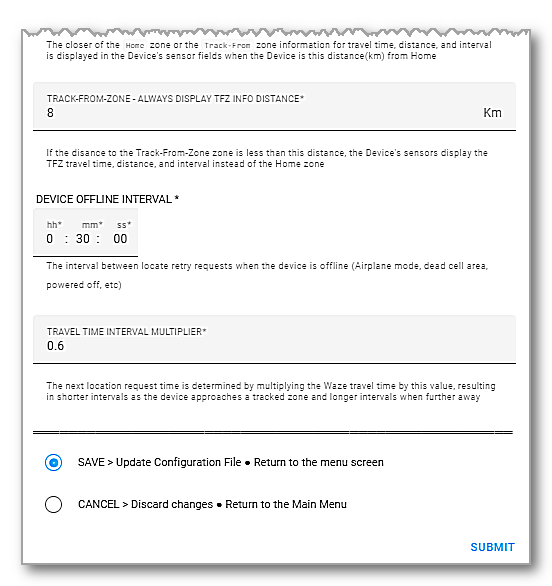 The closer of the Home zone or the Track-From zone information for travel time, distance, and interval
is displayed in the Device's sensor fields when the Device is this distance(km) from Home
TRACK-FROM-ZONE - ALWAYS DISPLAY TFZ INFO DISTANCE*
8 Km
If the disance to the Track-From-Zone zone is less than this distance, the Device's sensors display the
TFZ travel time, distance, and interval instead of the Home zone
DEVICE OFFLINE INTERVAL *
hh* mm* ss*
0 : 30 : 00
The interval between locate retry requests when the device is offline (Airplane mode, dead cell area,
powered off, etc)
TRAVEL TIME INTERVAL MULTIPLIER*
0.6
The next location request time is determined by multiplying the Waze travel time by this value, resulting
in shorter intervals as the device approaches a tracked zone and longer intervals when further away
SAVE > Update Configuration File ● Return to the menu screen
CANCEL > Discard changes ● Return to the Main Menu
SUBMIT